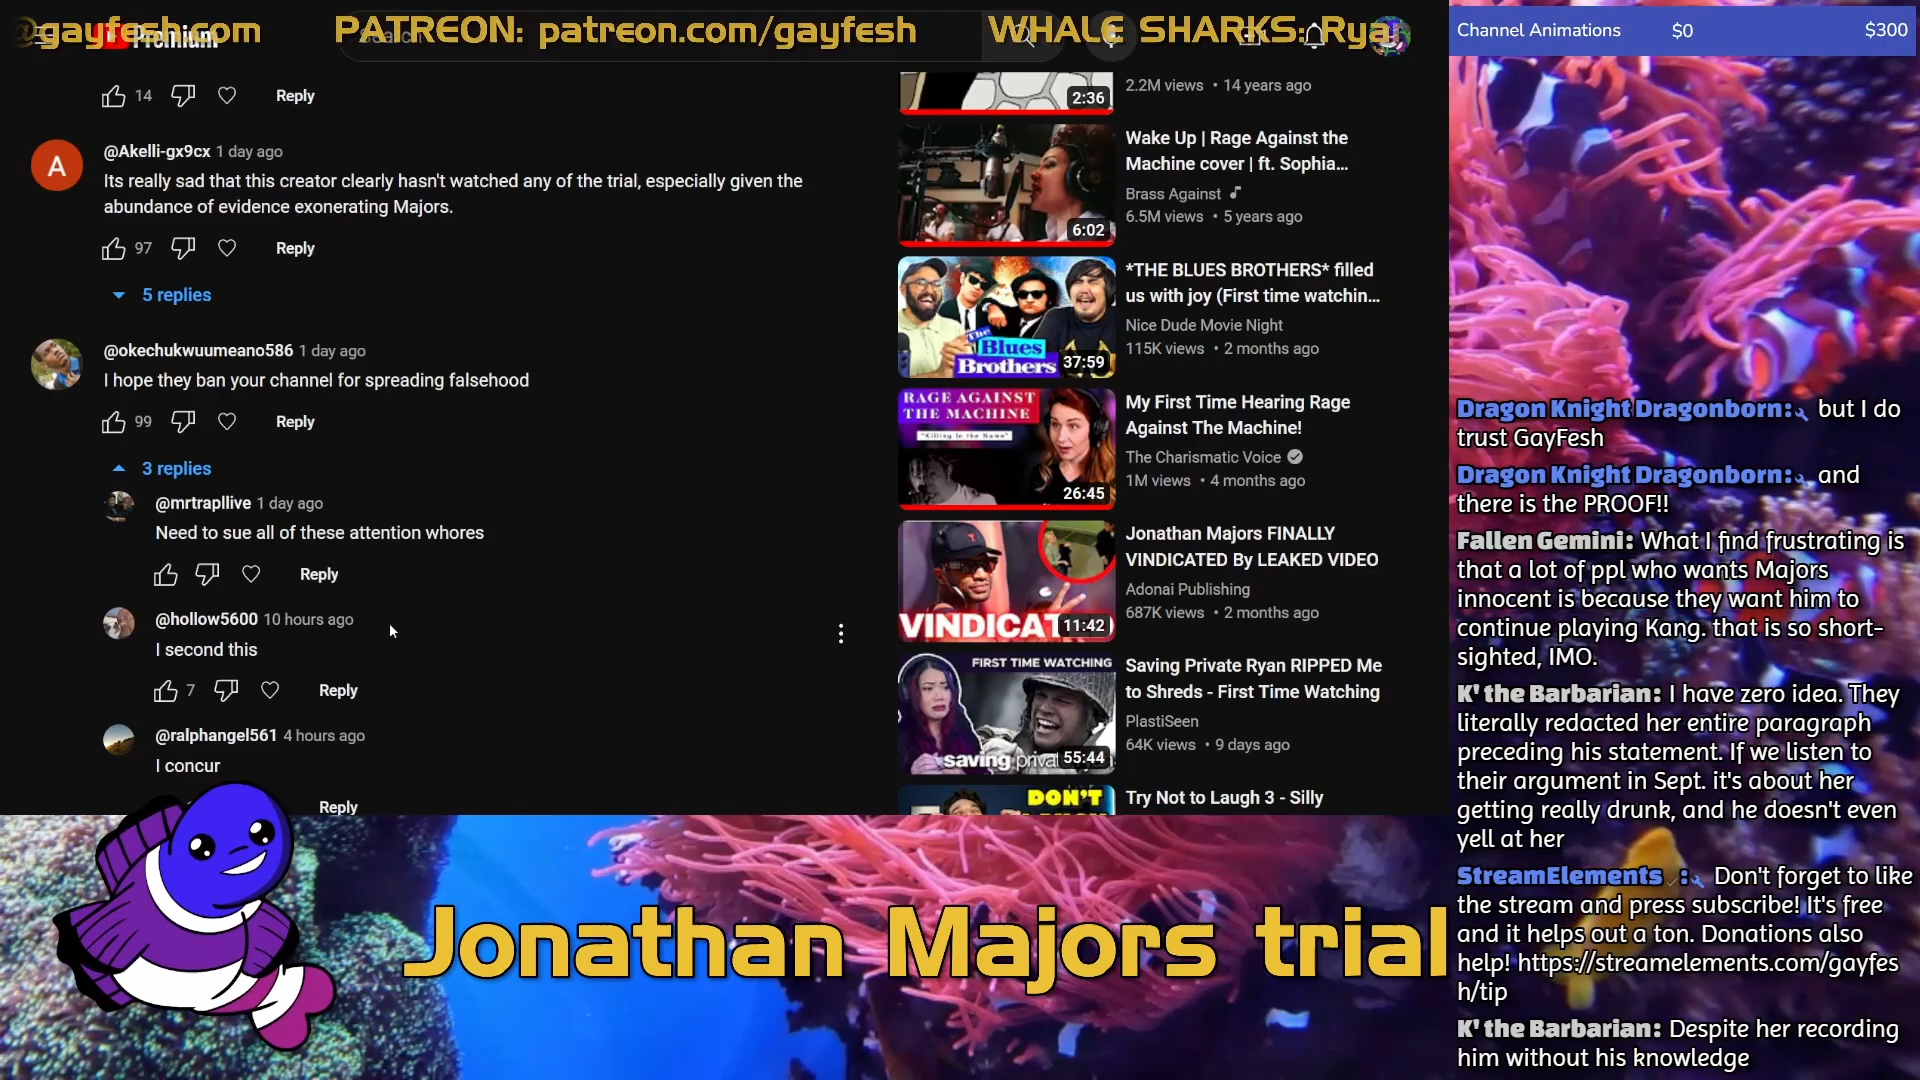 @gayfesh.com
PATREON: patreon.com/gayfesh
WHALE SHARKS: Rya
Premium
Search
14
Reply
@Akelli-gx9cx 1 day ago
Its really sad that this creator clearly hasn't watched any of the trial, especially given the
abundance of evidence exonerating Majors.
97
Reply
5 replies
@okechukwuumeano586 1 day ago
I hope they ban your channel for spreading falsehood
99
Reply
3 replies
@mrtrapllive 1 day ago
Need to sue all of these attention whores
Reply
@hollow5600 10 hours ago
I second this
7
Reply
@ralphangel561 4 hours ago
I concur
Reply
2:36
2.2M views • 14 years ago
6:02
Wake Up | Rage Against the
Machine cover | ft. Sophia...
Brass Against
6.5M views • 5 years ago
The
Blues
Brothers
37:59
*THE BLUES BROTHERS* filled
us with joy (First time watchin...
Nice Dude Movie Night
115K views • 2 months ago
RAGE AGAINST
THE MACHINE
"Killing In the Name"
26:45
My First Time Hearing Rage
Against The Machine!
The Charismatic Voice
1M views • 4 months ago
VINDICAT
11:42
Jonathan Majors FINALLY
VINDICATED By LEAKED VIDEO
Adonai Publishing
687K views • 2 months ago
FIRST TIME WATCHING
saving priva
55:44
Saving Private Ryan RIPPED Me
to Shreds - First Time Watching
PlastiSeen
64K views • 9 days ago
DON'T
Try Not to Laugh 3 - Silly
Jonathan Majors trial
Channel Animations $0 $300
Dragon Knight Dragonborn: but I do
trust GayFesh
Dragon Knight Dragonborn: and
there is the PROOF!!
Fallen Gemini: What I find frustrating is
that a lot of ppl who wants Majors
innocent is because they want him to
continue playing Kang. that is so short-
sighted, IMO.
K' the Barbarian: I have zero idea. They
literally redacted her entire paragraph
preceding his statement. If we listen to
their argument in Sept. it's about her
getting really drunk, and he doesn't even
yell at her
StreamElements : Don't forget to like
the stream and press subscribe! It's free
and it helps out a ton. Donations also
help! https://streamelements.com/gayfes
h/tip
K' the Barbarian: Despite her recording
him without his knowledge